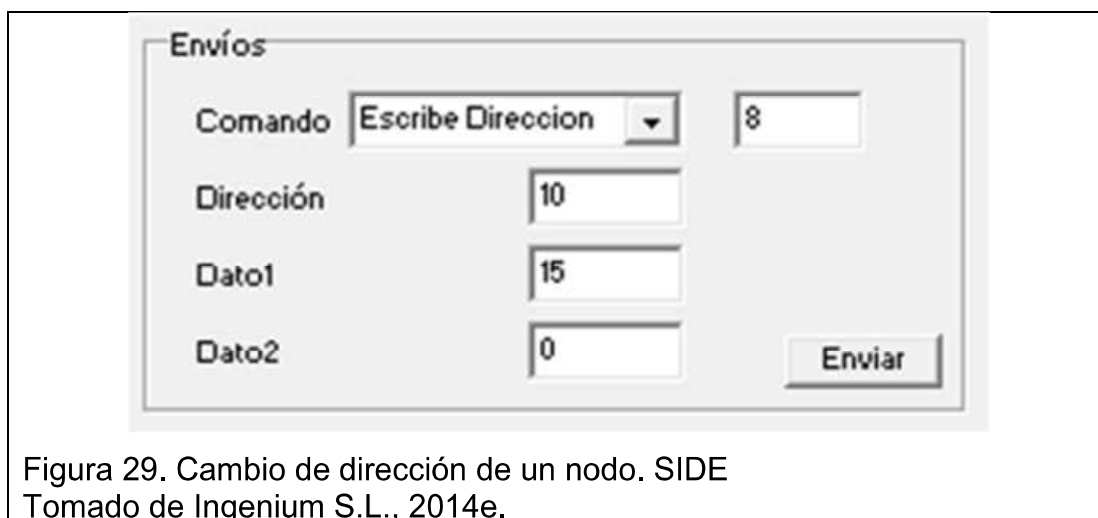 Envíos
Comando Escribe Direccion 8
Dirección 10
Dato1 15
Dato2 0 Enviar
Figura 29. Cambio de dirección de un nodo. SIDE
Tomado de Ingenium S.L., 2014e.